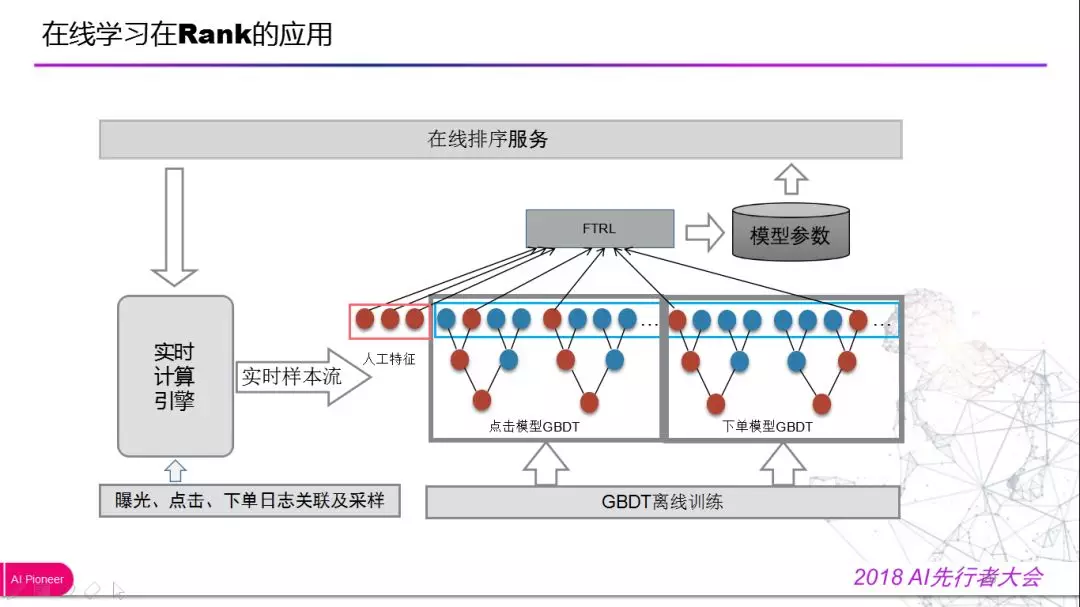 在线学习在Rank的应用
在线排序服务
FTRL
模型参数
实时
计算
引擎
实时样本流
人工特征
...
...
点击模型GBDT
下单模型GBDT
曝光、点击、下单日志关联及采样
GBDT离线训练
AI Pioneer
2018 AI先行者大会